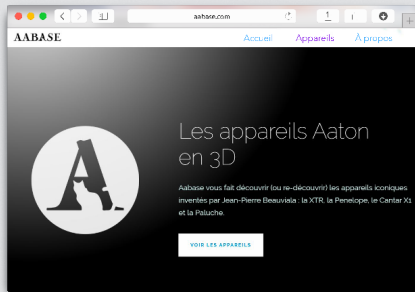 aabase.com
AABASE
Accueil Appareils À propos
Les appareils Aaton
en 3D
Aabase vous fait découvrir (ou re-découvrir) les appareils iconiques
inventés par Jean-Pierre Beauviala : la XTR, la Penelope, le Cantar X1
et la Paluche.
VOIR LES APPAREILS